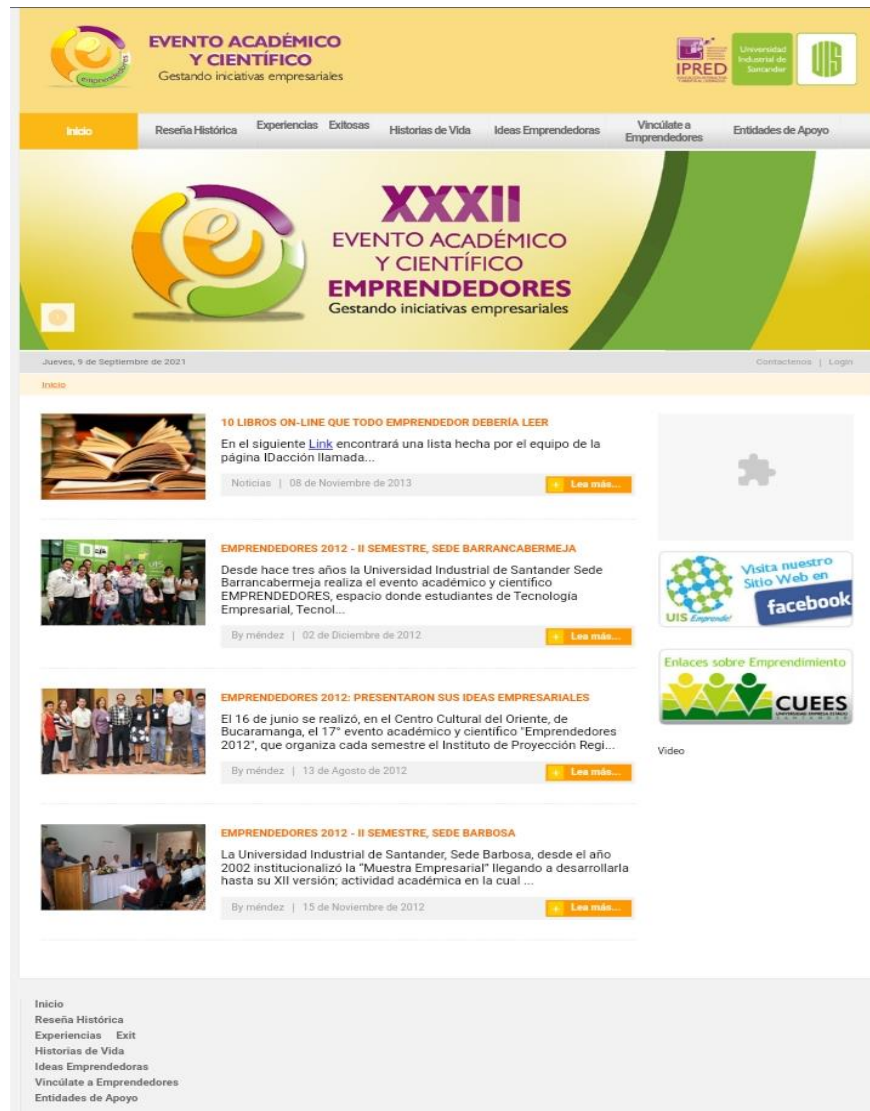 emprendedores
EVENTO ACADÉMICO
Y CIENTÍFICO
Gestando iniciativas empresariales
IPRED
Universidad
Industrial de
Santander
UIS
Inicio
Reseña Histórica
Experiencias Exitosas
Historias de Vida
Ideas Emprendedoras
Vincúlate a
Emprendedores
Entidades de Apoyo
XXXII
EVENTO ACADÉMICO
Y CIENTÍFICO
EMPRENDEDORES
Gestando iniciativas empresariales
Jueves, 9 de Septiembre de 2021
Contactenos | Login
Inicio
10 LIBROS ON-LINE QUE TODO EMPRENDEDOR DEBERÍA LEER
En el siguiente Link encontrará una lista hecha por el equipo de la
página IDacción llamada...
Noticias | 08 de Noviembre de 2013
+ Lea más...
EMPRENDEDORES 2012 - II SEMESTRE, SEDE BARRANCABERMEJA
Desde hace tres años la Universidad Industrial de Santander Sede
Barrancabermeja realiza el evento académico y científico
EMPRENDEDORES, espacio donde estudiantes de Tecnología
Empresarial, Tecnol...
By méndez | 02 de Diciembre de 2012
+ Lea más...
EMPRENDEDORES 2012: PRESENTARON SUS IDEAS EMPRESARIALES
El 16 de junio se realizó, en el Centro Cultural del Oriente, de
Bucaramanga, el 17° evento académico y científico "Emprendedores
2012", que organiza cada semestre el Instituto de Proyección Regi...
By méndez | 13 de Agosto de 2012
+ Lea más...
EMPRENDEDORES 2012 - II SEMESTRE, SEDE BARBOSA
La Universidad Industrial de Santander, Sede Barbosa, desde el año
2002 institucionalizó la “Muestra Empresarial” llegando a desarrollarla
hasta su XII versión; actividad académica en la cual ...
By méndez | 15 de Noviembre de 2012
+ Lea más...
Visita nuestro
Sitio Web en
facebook
UIS Emprende!
Enlaces sobre Emprendimiento
CUEES
SANTANDER
Video
Inicio
Reseña Histórica
Experiencias Exit
Historias de Vida
Ideas Emprendedoras
Vincúlate a Emprendedores
Entidades de Apoyo